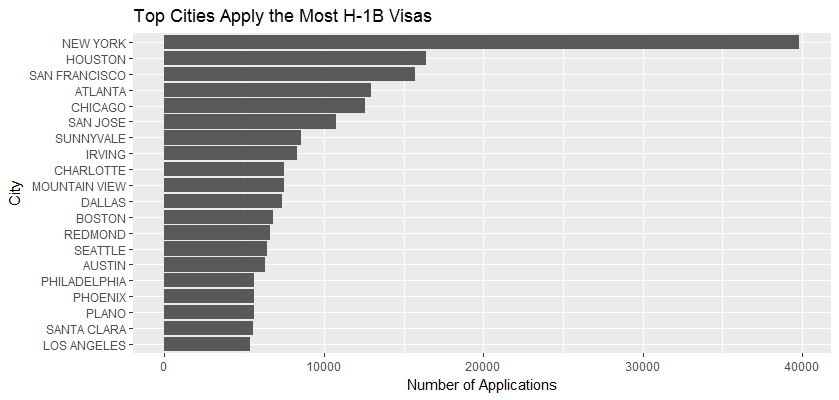 Top Cities Apply the Most H-1B Visas
NEW YORK
HOUSTON
SAN FRANCISCO
ATLANTA
CHICAGO
SAN JOSE
SUNNYVALE
IRVING
CHARLOTTE
MOUNTAIN VIEW
DALLAS
BOSTON
REDMOND
SEATTLE
AUSTIN
PHILADELPHIA
PHOENIX
PLANO
SANTA CLARA
LOS ANGELES
City
0 10000 20000 30000 40000
Number of Applications